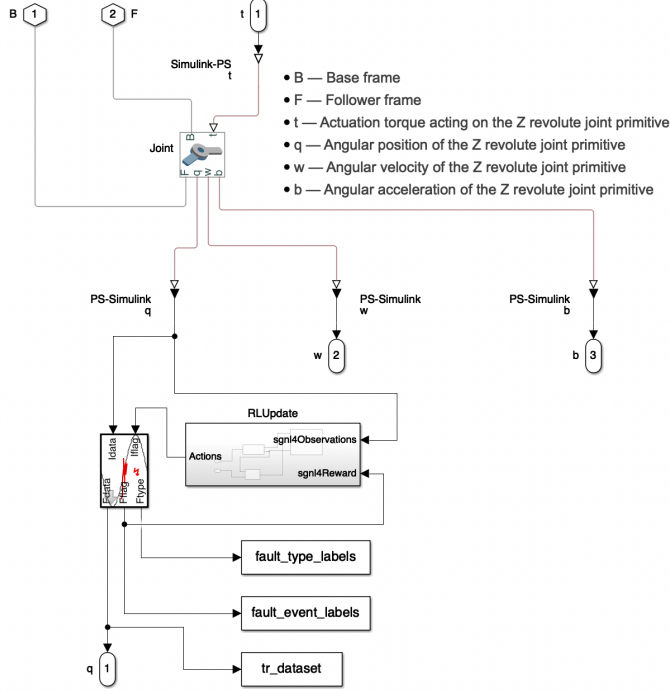 B 1 2 F t 1
Simulink-PS
t
• B — Base frame
• F — Follower frame
• t — Actuation torque acting on the Z revolute joint primitive
• q — Angular position of the Z revolute joint primitive
• w — Angular velocity of the Z revolute joint primitive
• b — Angular acceleration of the Z revolute joint primitive
Joint
B t
F q w b
PS-Simulink
q
PS-Simulink
w
PS-Simulink
b
w 2
b 3
RLUpdate
sgnl4Observations
Actions
sgnl4Reward
Idata Iflag
Fdata Fflag Ftype
fault_type_labels
fault_event_labels
q 1
tr_dataset